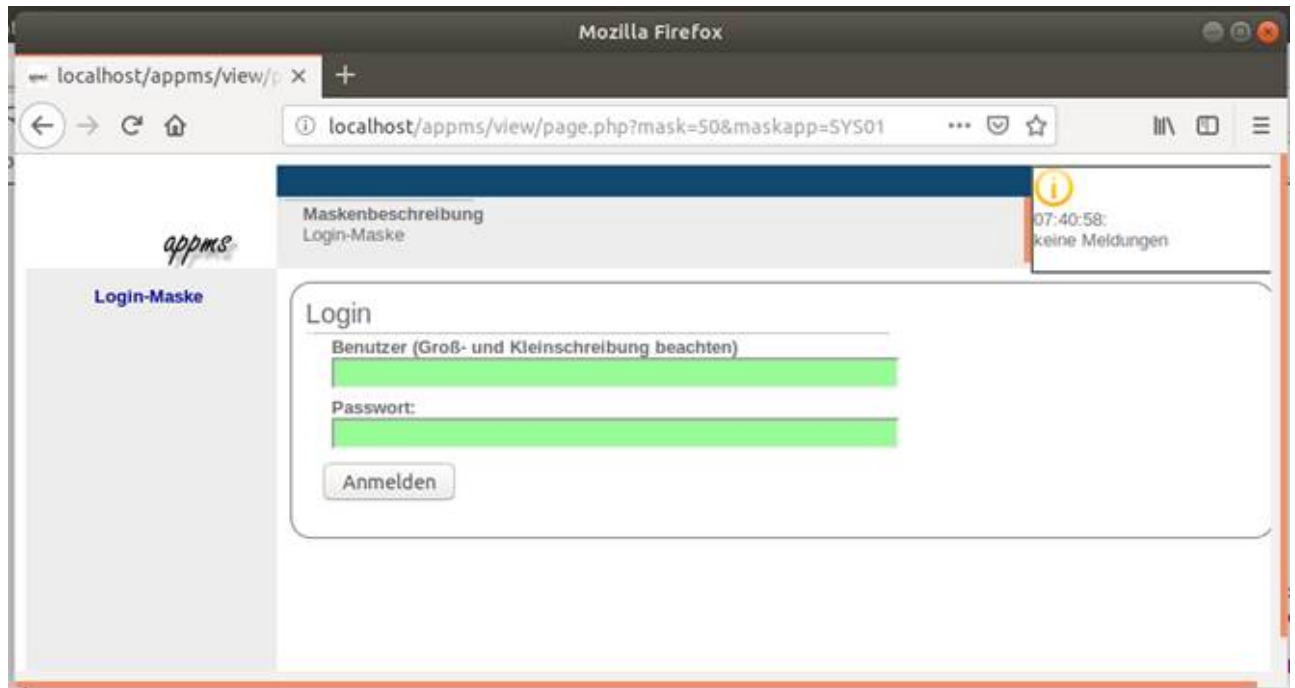 Mozilla Firefox
localhost/appms/view/p
localhost/appms/view/page.php?mask=50&maskapp=SYS01
appms
Maskenbeschreibung
Login-Maske
07:40:58:
keine Meldungen
Login-Maske
Login
Benutzer (Groß- und Kleinschreibung beachten)
Passwort:
Anmelden